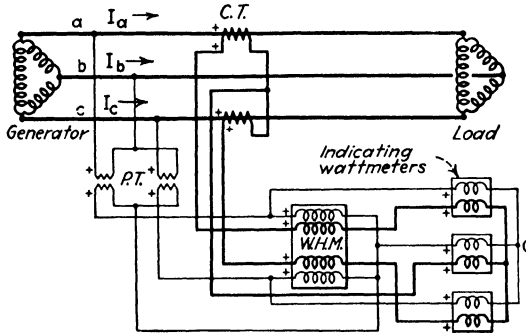 C.T.
a Ia
+
+
b Ib
c Ic
+
+
Generator
Load
P.T.
+ +
Indicating wattmeters
+
+
+
+
W.H.M.
+
+
+
+
+
+
O